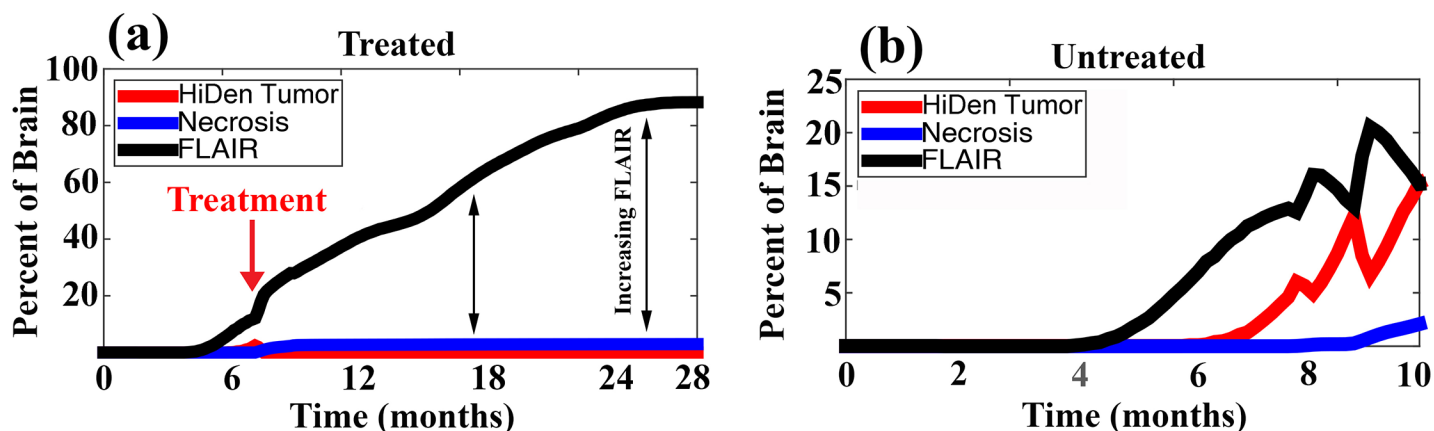 (a)
Treated
Percent of Brain
100
80
60
40
20
HiDen Tumor
Necrosis
FLAIR
Treatment
Increasing FLAIR
0 6 12 18 24 28
Time (months)
(b)
Untreated
Percent of Brain
25
20
15
10
5
HiDen Tumor
Necrosis
FLAIR
0 2 4 6 8 10
Time (months)